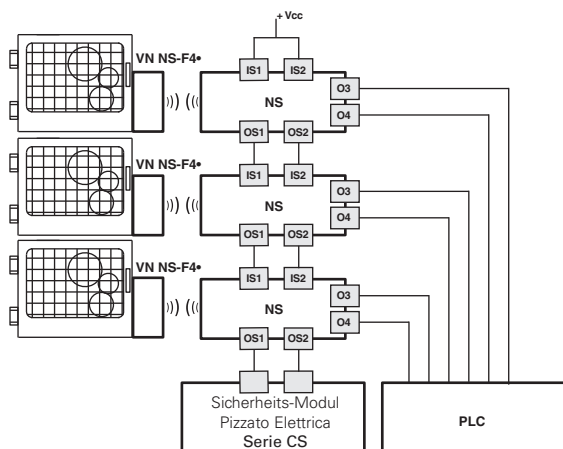 + Vcc
VN NS-F4•
IS1 IS2
O3
NS
O4
OS1 OS2
VN NS-F4•
IS1 IS2
O3
NS
O4
OS1 OS2
VN NS-F4•
IS1 IS2
O3
NS
O4
OS1 OS2
Sicherheits-Modul
Pizzato Elettrica
Serie CS
PLC